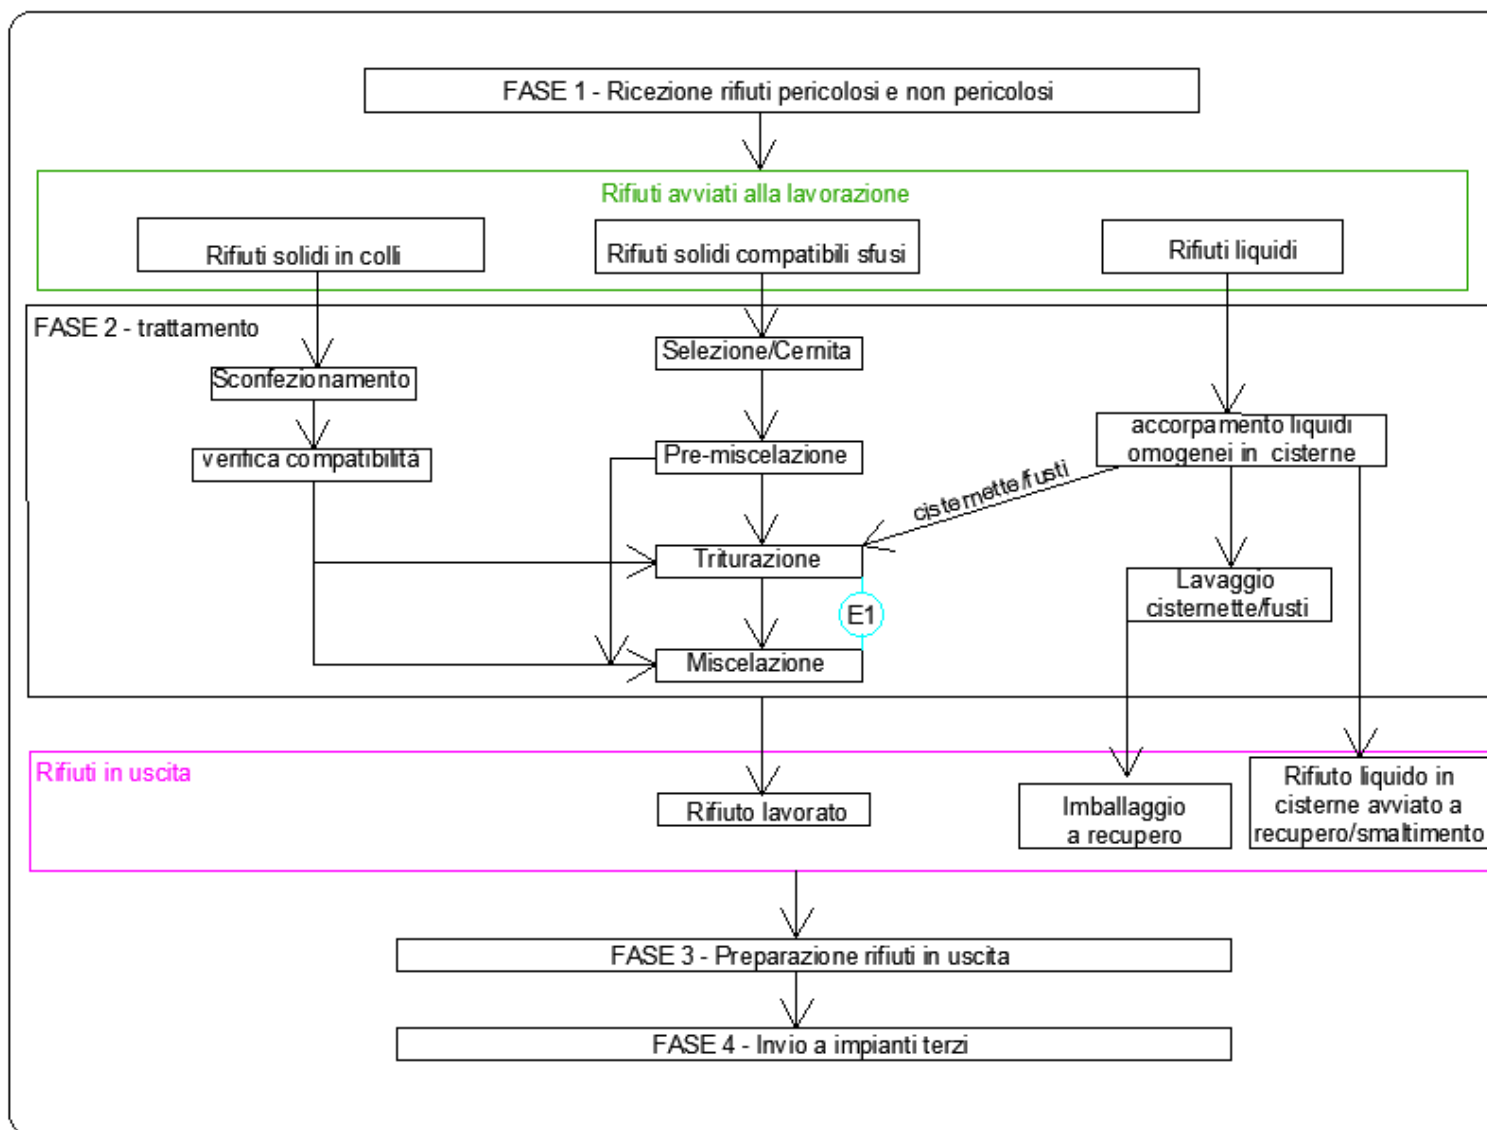 FASE 1 - Ricezione rifiuti pericolosi e non pericolosi
Rifiuti avviati alla lavorazione
Rifiuti solidi in colli
Rifiuti solidi compatibili sfusi
Rifiuti liquidi
FASE 2 - trattamento
Sconfezionamento
Selezione/Cernita
verifica compatibilità
Pre-miscelazione
accorpamento liquidi
omogenei in cisterne
cisternette/fusti
Triturazione
Lavaggio
cisternette/fusti
E1
Miscelazione
Rifiuti in uscita
Rifiuto lavorato
Imballaggio
a recupero
Rifiuto liquido in
cisterne avviato a
recupero/smaltimento
FASE 3 - Preparazione rifiuti in uscita
FASE 4 - Invio a impianti terzi